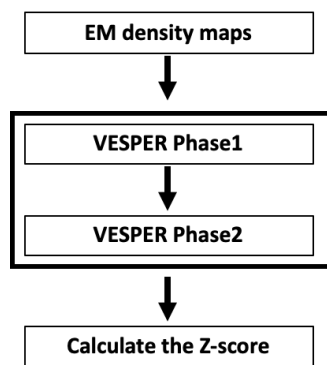 EM density maps
VESPER Phase1
VESPER Phase2
Calculate the Z-score